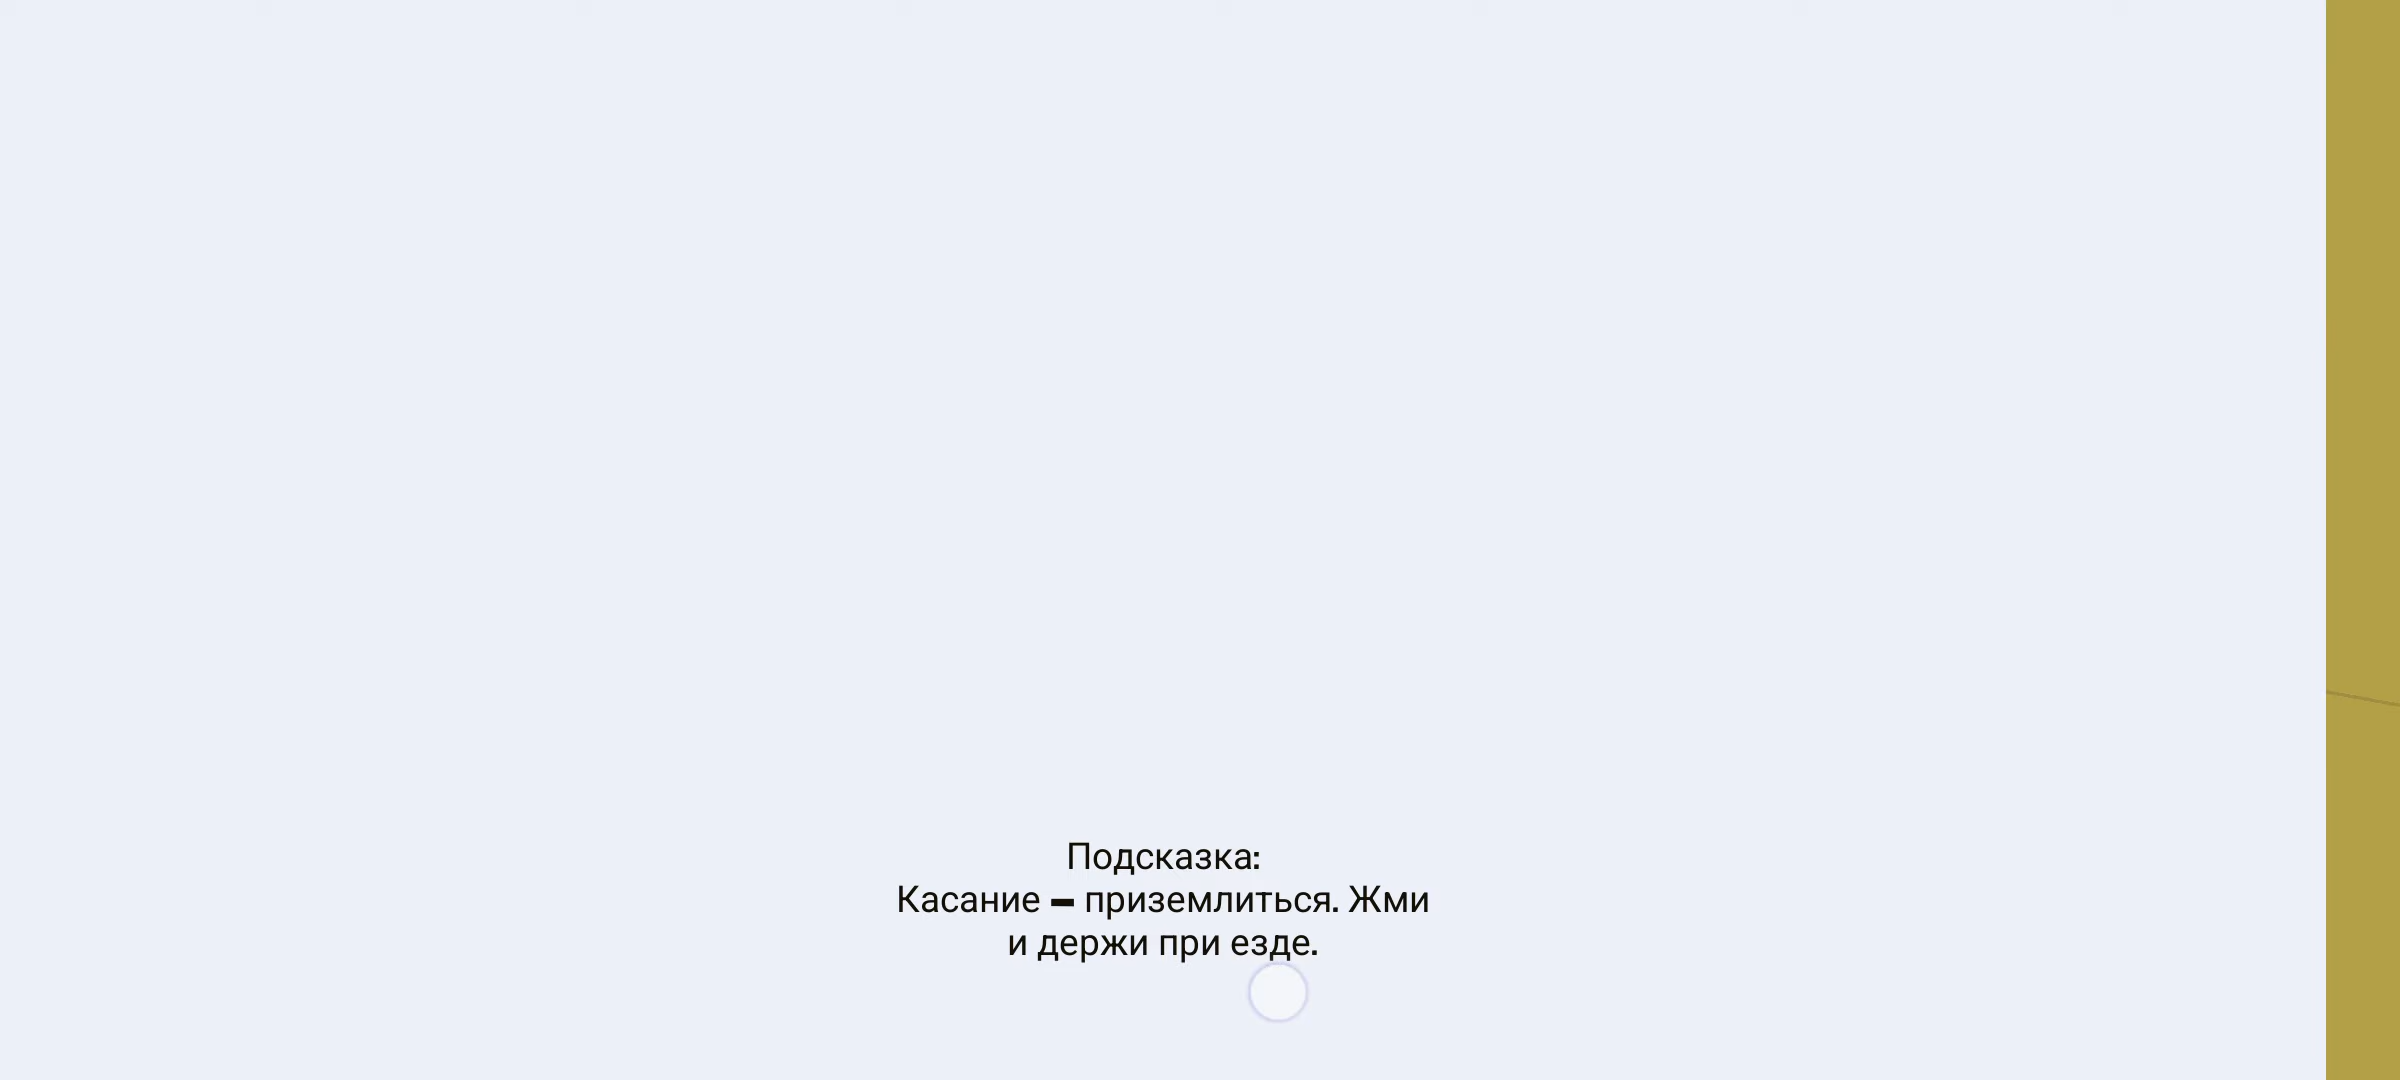 Подсказка:
Касание – приземлиться. Жми
и держи при езде.